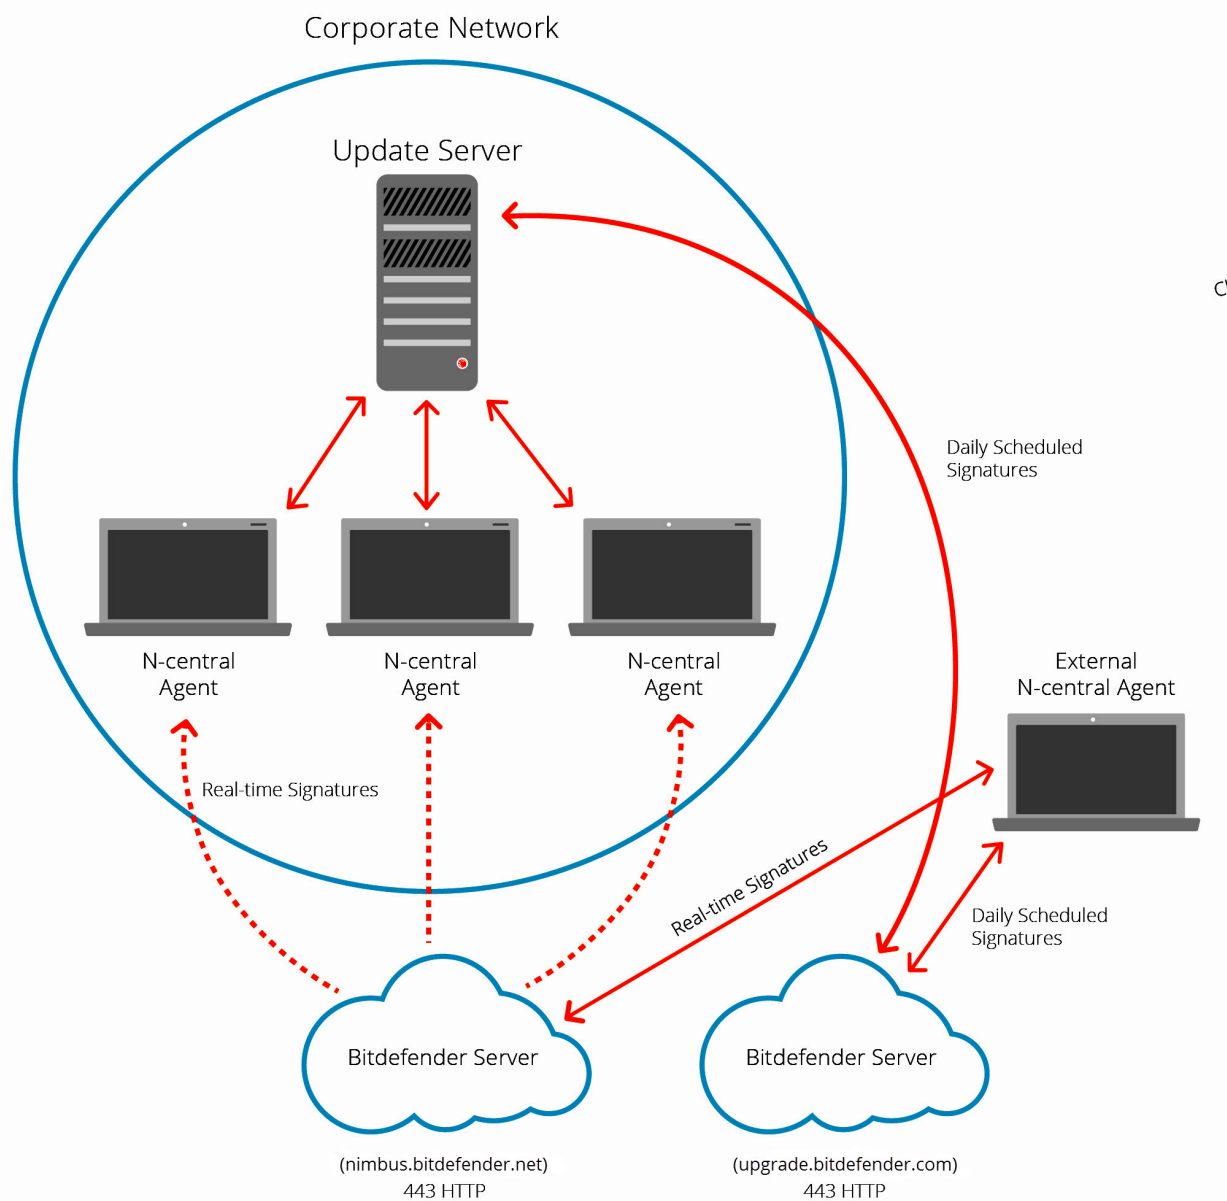 Corporate Network
Update Server
Daily Scheduled
Signatures
N-central
Agent
N-central
Agent
N-central
Agent
External
N-central Agent
Real-time Signatures
Real-time Signatures
Daily Scheduled
Signatures
Bitdefender Server
Bitdefender Server
(nimbus.bitdefender.net)
443 HTTP
(upgrade.bitdefender.com)
443 HTTP